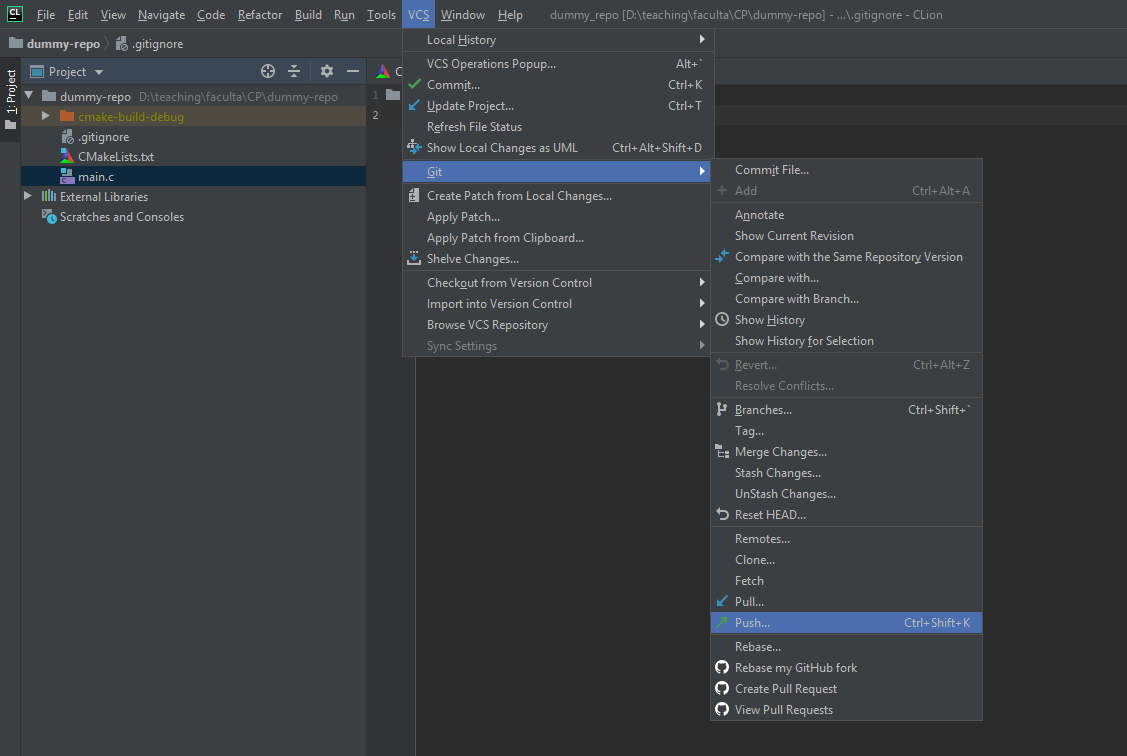 CL File Edit View Navigate Code Refactor Build Run Tools VCS Window Help dummy_repo [D:\teaching\faculta\CP\dummy-repo] - ...\.gitignore - CLion
dummy-repo .gitignore
1: Project
Project
dummy-repo D:\teaching\faculta\CP\dummy-repo
cmake-build-debug
.gitignore
CMakeLists.txt
main.c
External Libraries
Scratches and Consoles
C
1
2
Local History
VCS Operations Popup... Alt+`
Commit... Ctrl+K
Update Project... Ctrl+T
Refresh File Status
Show Local Changes as UML Ctrl+Alt+Shift+D
Git
Create Patch from Local Changes...
Apply Patch...
Apply Patch from Clipboard...
Shelve Changes...
Checkout from Version Control
Import into Version Control
Browse VCS Repository
Sync Settings
Commit File...
Add Ctrl+Alt+A
Annotate
Show Current Revision
Compare with the Same Repository Version
Compare with...
Compare with Branch...
Show History
Show History for Selection
Revert... Ctrl+Alt+Z
Resolve Conflicts...
Branches... Ctrl+Shift+`
Tag...
Merge Changes...
Stash Changes...
UnStash Changes...
Reset HEAD...
Remotes...
Clone...
Fetch
Pull...
Push... Ctrl+Shift+K
Rebase...
Rebase my GitHub fork
Create Pull Request
View Pull Requests